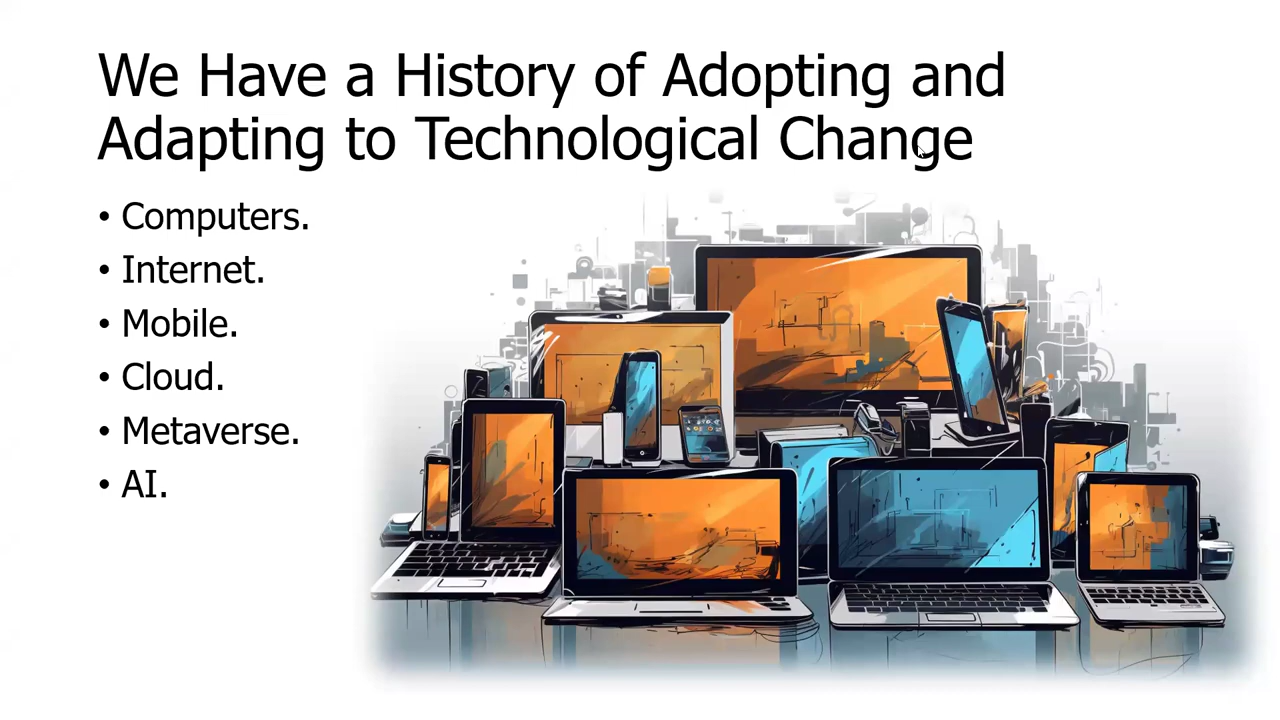 We Have a History of Adopting and
Adapting to Technological Change
• Computers.
• Internet.
• Mobile.
• Cloud.
• Metaverse.
• AI.